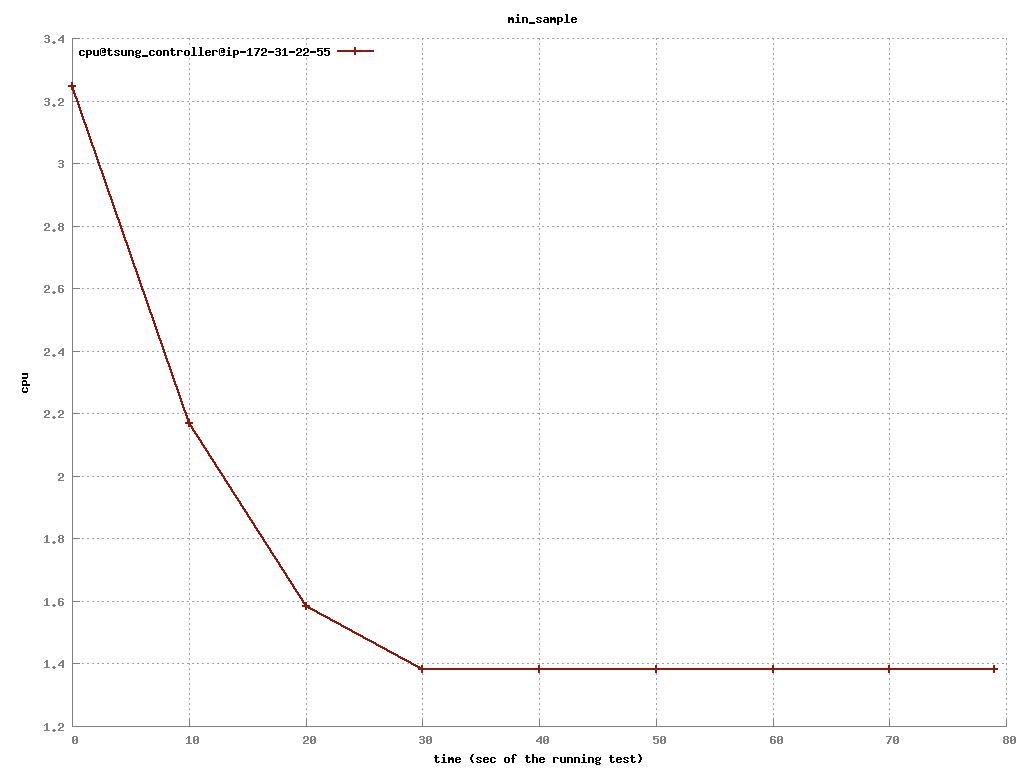 min_sample
cpu@tsung_controller@ip-172-31-22-55
3.4
3.2
3
2.8
2.6
2.4
2.2
2
1.8
1.6
1.4
1.2
cpu
0 10 20 30 40 50 60 70 80
time (sec of the running test)